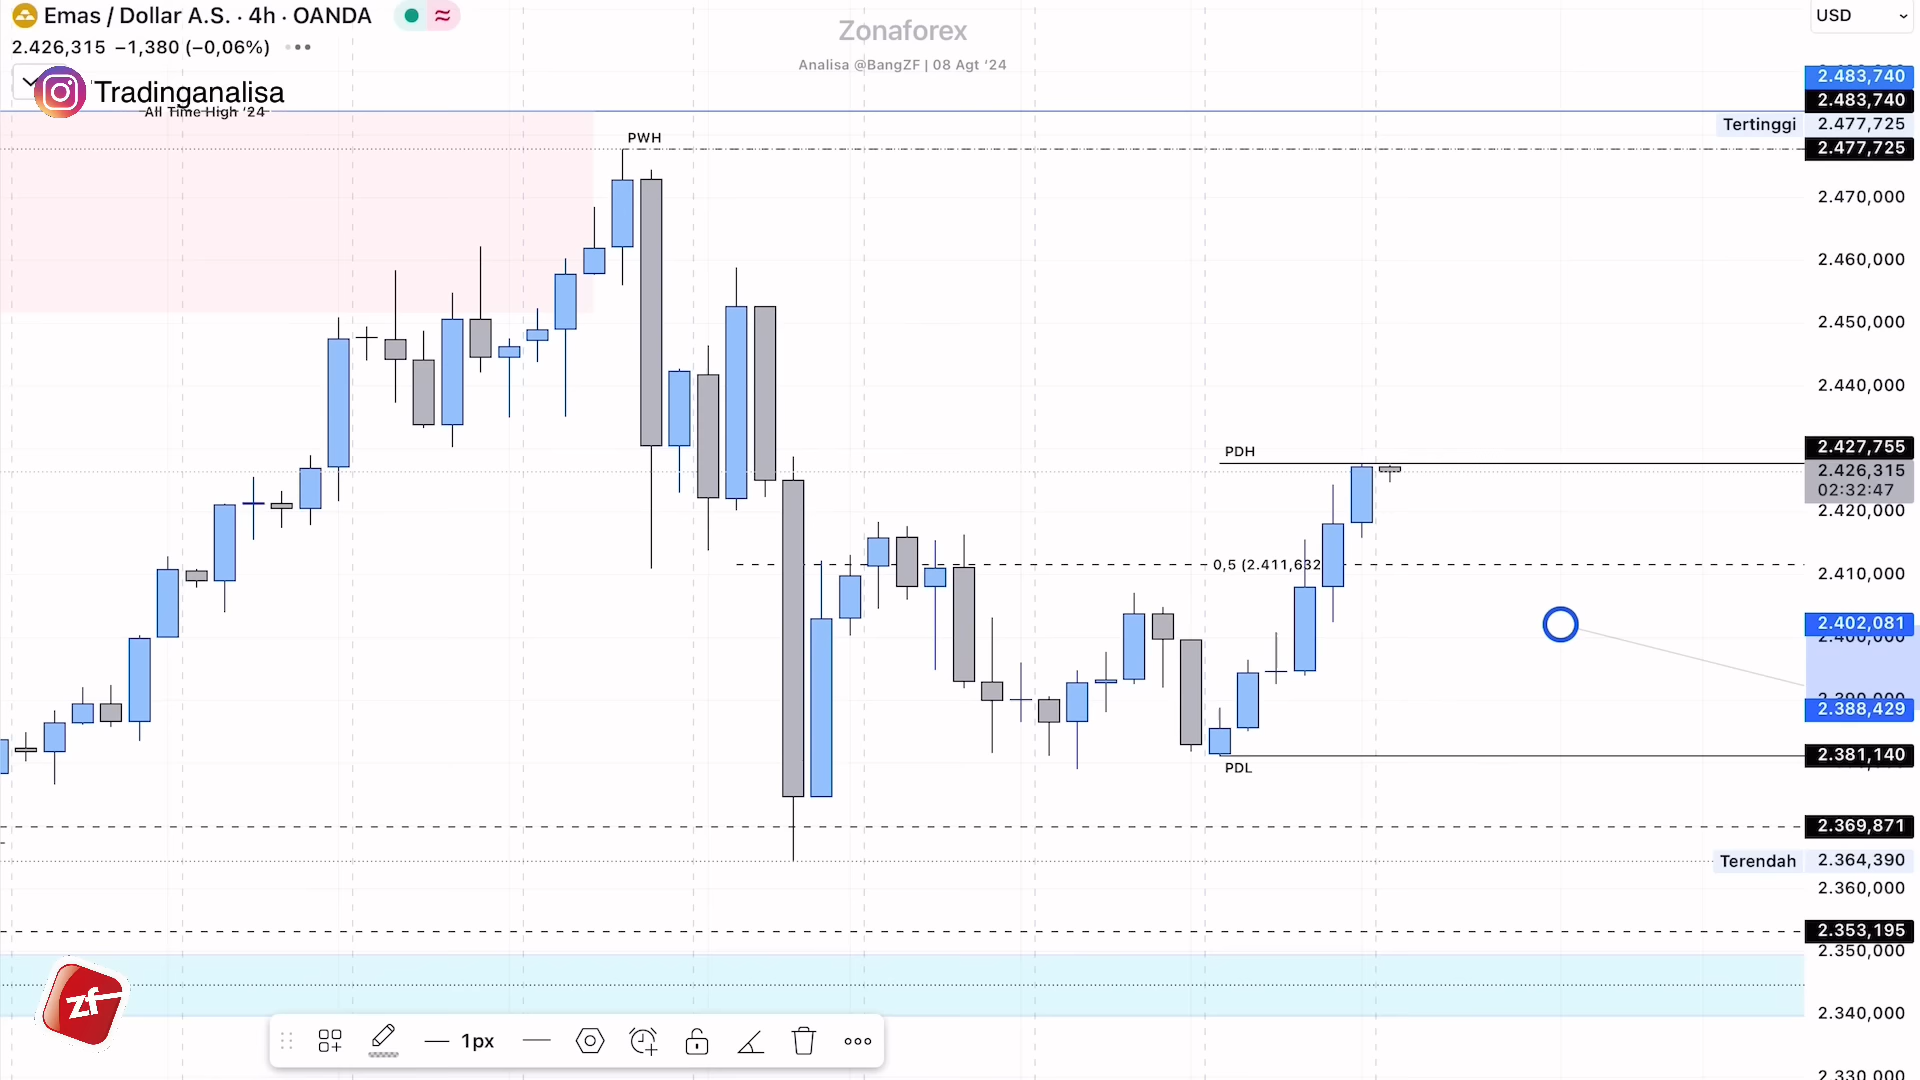 Emas / Dollar A.S. · 4h · OANDA
2.426,315 −1,380 (−0,06%)
Tradinganalisa
All Time High ‘24
Zonaforex
Analisa @BangZF | 08 Agt ‘24
USD
2.483,740
2.483,740
Tertinggi 2.477,725
2.477,725
PWH
2.470,000
2.460,000
2.450,000
2.440,000
2.427,755
PDH
2.426,315
02:32:47
2.420,000
0,5 (2.411,632
2.410,000
2.402,081
2.400,000
2.388,429
2.381,140
PDL
2.369,871
Terendah 2.364,390
2.360,000
2.353,195
2.350,000
2.340,000
zf
1px